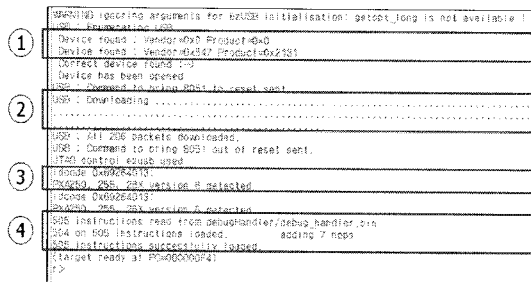 WARNING ignoring arguments for ezUSB initialisation: getopt_long is not available !
USB : Enumerating USB
① Device found : Vendor=0x0 Product=0x0
Device found : Vendor=0x547 Product=0x2131
Correct device found :-)
Device has been opened
USB : Command to bring 8051 to reset sent
② USB : Downloading
USB : All 206 packets downloaded.
USB : Command to bring 8051 out of reset sent.
JTAG control ezusb used
③ idcode 0x69264013:
PXA250, 255, 26X version 6 detected
idcode 0x69264013:
PXA250, 255, 26X version 6 detected
④ 505 instructions read from debugHandler/debug_handler.bin
504 on 505 instructions loaded. adding 7 nops
505 instructions successfully loaded.
(target ready at PC=
r>